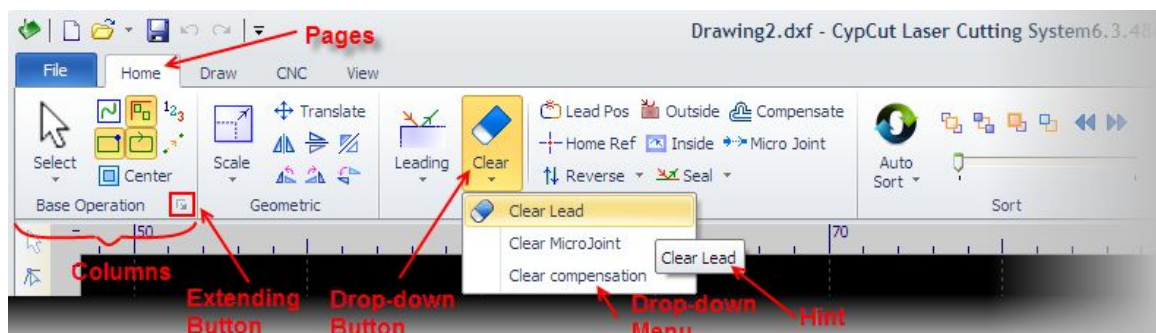 Drawing2.dxf - CypCut Laser Cutting System6.3.48
Pages
File Home Draw CNC View
123
Translate
Lead Pos Outside Compensate
Home Ref Inside Micro Joint
Select
Center
Scale
Leading
Clear
Reverse Seal
Auto
Sort
Base Operation
Geometric
Sort
Clear Lead
50
70
Clear MicroJoint
Clear Lead
Clear compensation
Columns
Extending
Button
Drop-down
Button
Drop-down
Menu
Hint